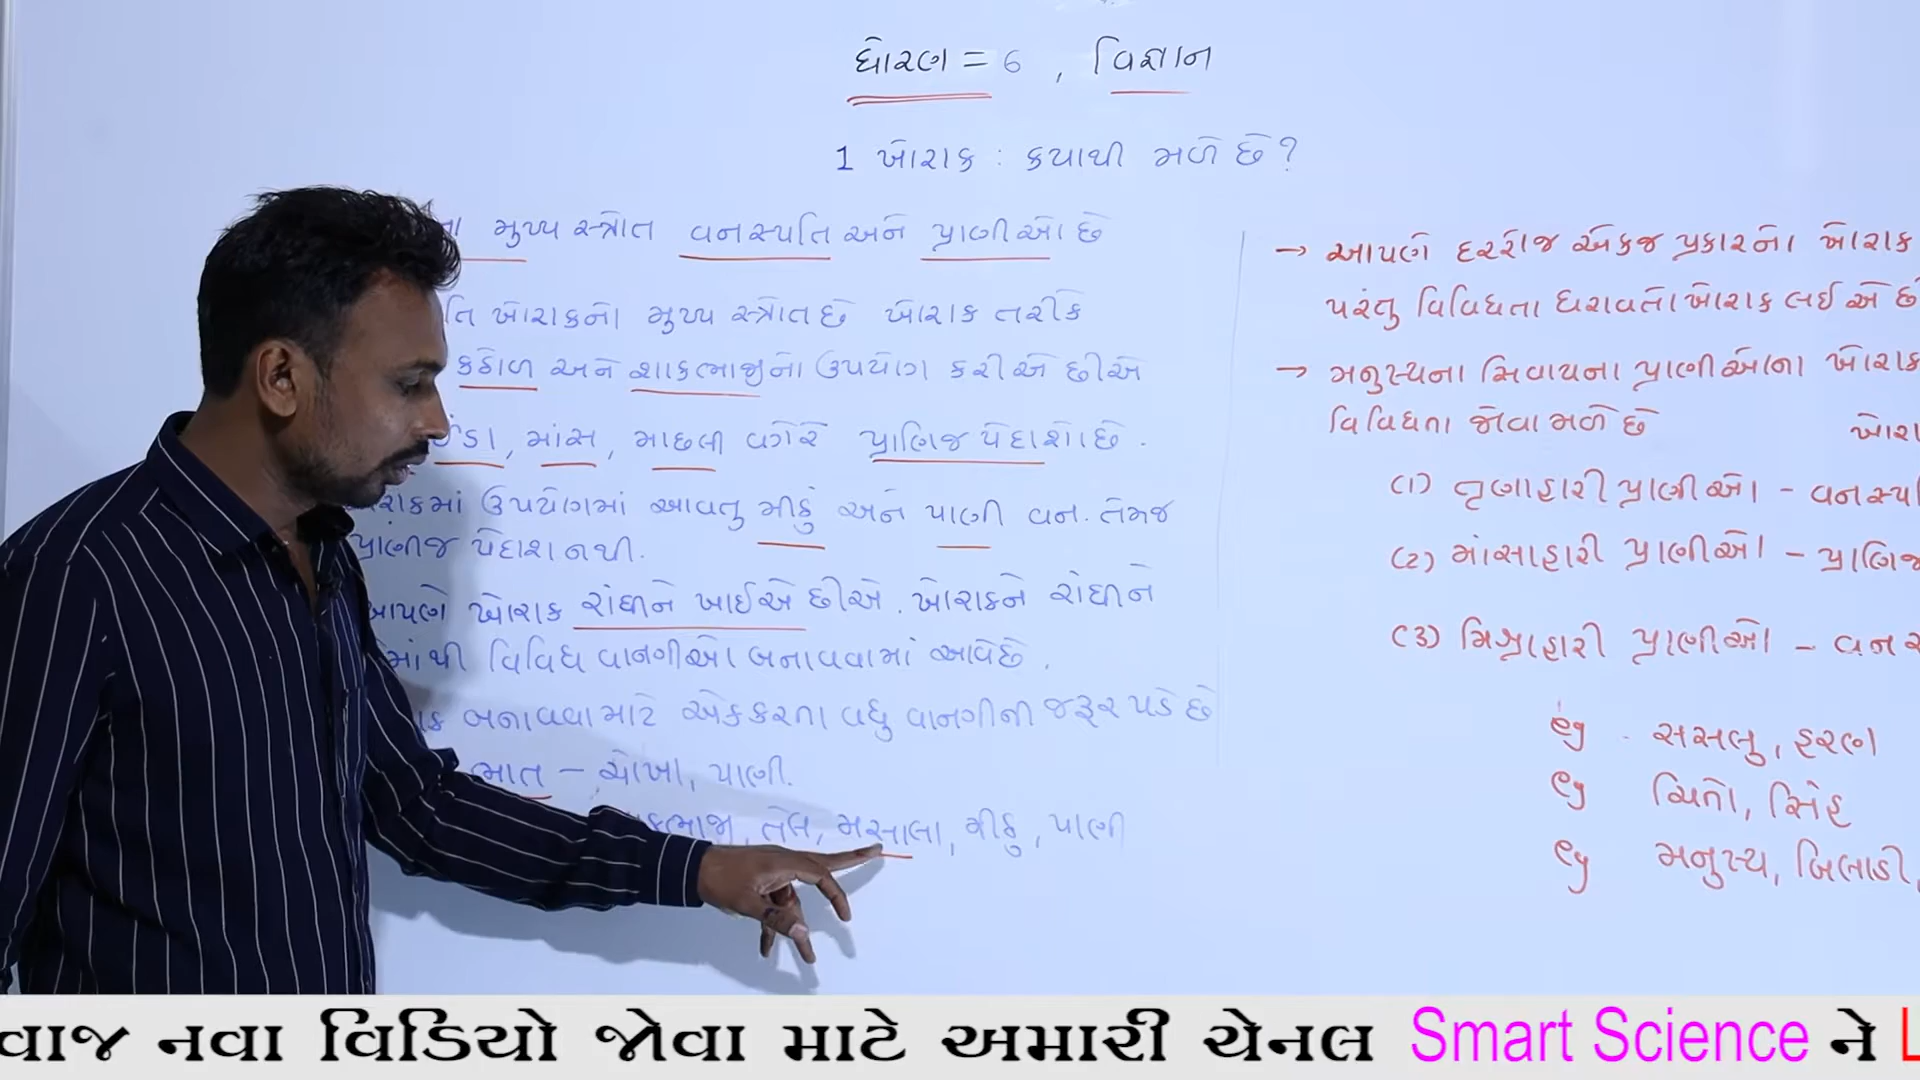 ધોરણ = 6 , વિજ્ઞાન
1 ખોરાક : કયાથી મળે છે?
ના મુખ્ય સ્ત્રોત વનસ્પતિ અને પ્રાણીઓ છે
તિ ખોરાકનો મુખ્ય સ્ત્રોત છે ખોરાક તરીકે
કઠોળ અને શાકભાજીનો ઉપયોગ કરીએ છીએ
ઈંડા, માંસ, માછલી વગેરે પ્રાણિજ પેદાશો છે .
રાકમાં ઉપયોગમાં આવતુ મીઠું અને પાણી વન. તેમજ
પ્રાણીજ પેદાશ નથી.
આપણે ખોરાક રાંધીને ખાઈએ છીએ . ખોરાકને રાંધીને
માંથી વિવિધ વાનગીઓ બનાવવામાં આવે છે .
ક બનાવવા માટે એક કરતા વધુ વાનગીની જરૂર પડે છે
ભાત – ચોખા, પાણી.
કભાજી, તેલ, મસાલા, મીઠુ, પાણી
→ આપણે દરરોજ એકજ પ્રકારનો ખોરાક
પરંતુ વિવિધતા ધરાવતો ખોરાક લઈ એ છે
→ મનુષ્યના સિવાયના પ્રાણીઓના ખોરાક
વિવિધતા જોવા મળે છે ખોરા
(1) તૃણાહારી પ્રાણીઓ – વનસ્પ
(2) માંસાહારી પ્રાણીઓ – પ્રાણિજ
(3) મિશ્રાહારી પ્રાણીઓ – વનસ
eg . સસલુ, હરણ
eg ચિતો, સિંહ
eg મનુષ્ય, બિલાડી,
વાજ નવા વિડિયો જોવા માટે અમારી ચેનલ Smart Science ને L